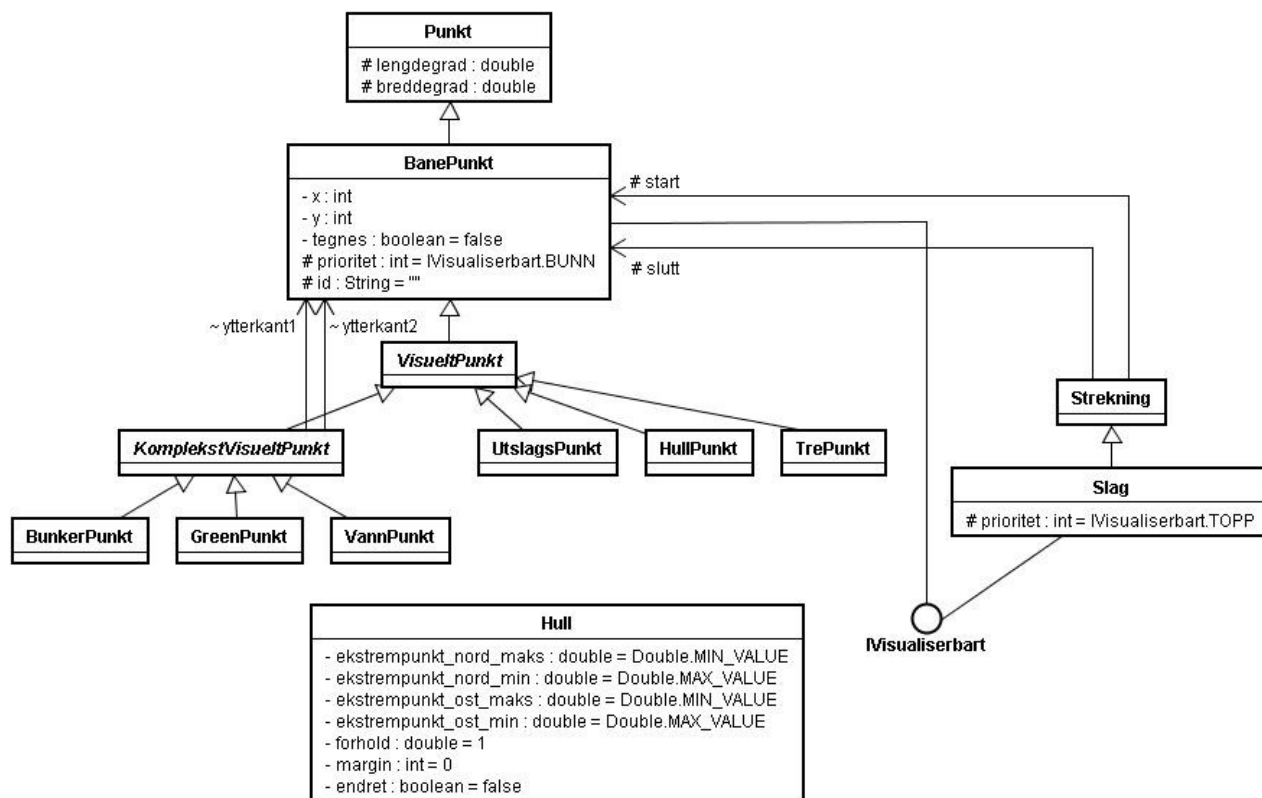 Punkt
# lengdegrad : double
# breddegrad : double
BanePunkt
- x : int
- y : int
- tegnes : boolean = false
# prioritet : int = IVisualiserbart.BUNN
# id : String = ""
# start
# slutt
~ ytterkant1
~ ytterkant2
VisueltPunkt
Strekning
KomplekstVisueltPunkt
UtslagsPunkt
HullPunkt
TrePunkt
Slag
# prioritet : int = IVisualiserbart.TOPP
BunkerPunkt
GreenPunkt
VannPunkt
IVisualiserbart
Hull
- ekstrempunkt_nord_maks : double = Double.MIN_VALUE
- ekstrempunkt_nord_min : double = Double.MAX_VALUE
- ekstrempunkt_ost_maks : double = Double.MIN_VALUE
- ekstrempunkt_ost_min : double = Double.MAX_VALUE
- forhold : double = 1
- margin : int = 0
- endret : boolean = false